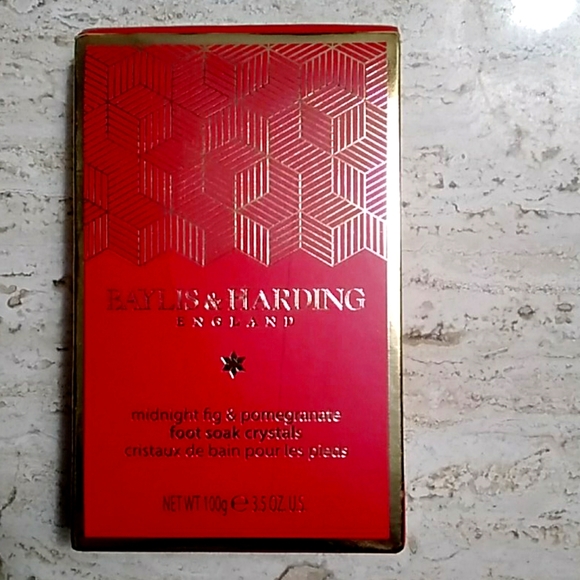 BAYLIS & HARDING
ENGLAND
midnight fig & pomegranate
foot soak crystals
cristaux de bain pour les pieds
NET WT 100g ℮ 3.5 OZ. U.S.